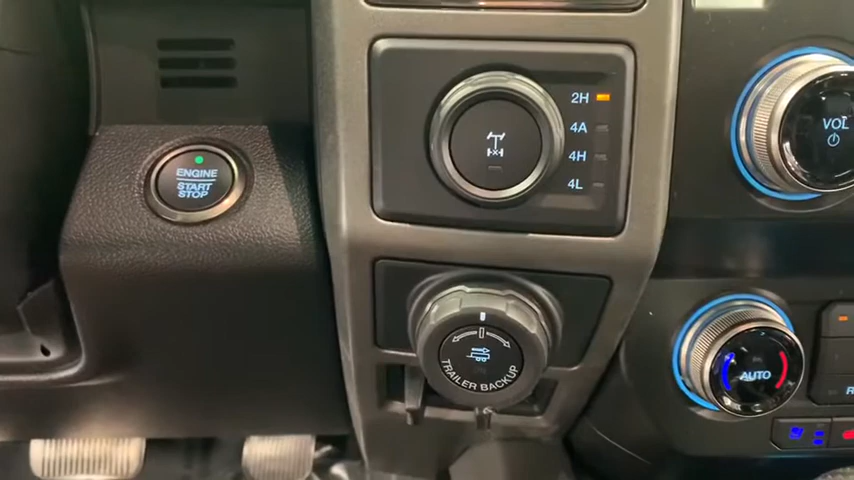 ENGINE
START
STOP
2H
4A
4H
4L
VOL
TRAILER BACKUP
AUTO
R